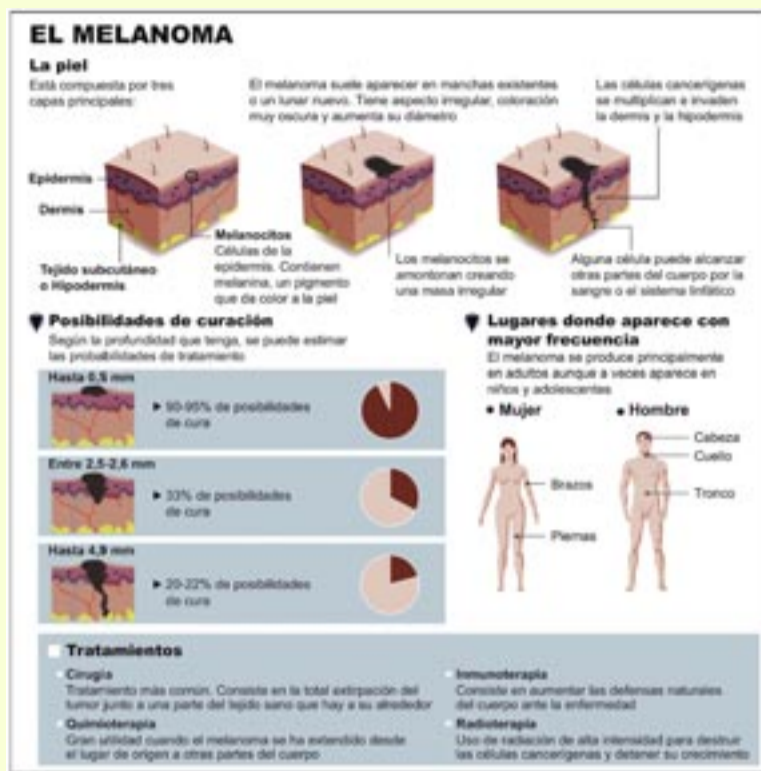 EL MELANOMA
La piel
Está compuesta por tres
capas principales:
El melanoma suele aparecer en manchas existentes
o un lunar nuevo. Tiene aspecto irregular, coloración
muy oscura y aumenta su diámetro
Las células cancerígenas
se multiplican e invaden
la dermis y la hipodermis
Epidermis
Dermis
Tejido subcutáneo
o Hipodermis
Melanocitos
Células de la
epidermis. Contienen
melanina, un pigmento
que da color a la piel
Los melanocitos se
amontonan creando
una masa irregular
Alguna célula puede alcanzar
otras partes del cuerpo por la
sangre o el sistema linfático
Posibilidades de curación
Según la profundidad que tenga, se puede estimar
las probabilidades de tratamiento
Hasta 0,5 mm
90-95% de posibilidades
de cura
Entre 2,5-2,6 mm
33% de posibilidades
de cura
Hasta 4,9 mm
20-22% de posibilidades
de cura
Lugares donde aparece con
mayor frecuencia
El melanoma se produce principalmente
en adultos aunque a veces aparece en
niños y adolescentes
• Mujer
• Hombre
Cabeza
Cuello
Brazos
Tronco
Piernas
Tratamientos
Cirugía
Tratamiento más común. Consiste en la total extirpación del
tumor junto a una parte del tejido sano que hay a su alrededor
Quimioterapia
Gran utilidad cuando el melanoma se ha extendido desde
el lugar de origen a otras partes del cuerpo
Inmunoterapia
Consiste en aumentar las defensas naturales
del cuerpo ante la enfermedad
Radioterapia
Uso de radiación de alta intensidad para destruir
las células cancerígenas y detener su crecimiento